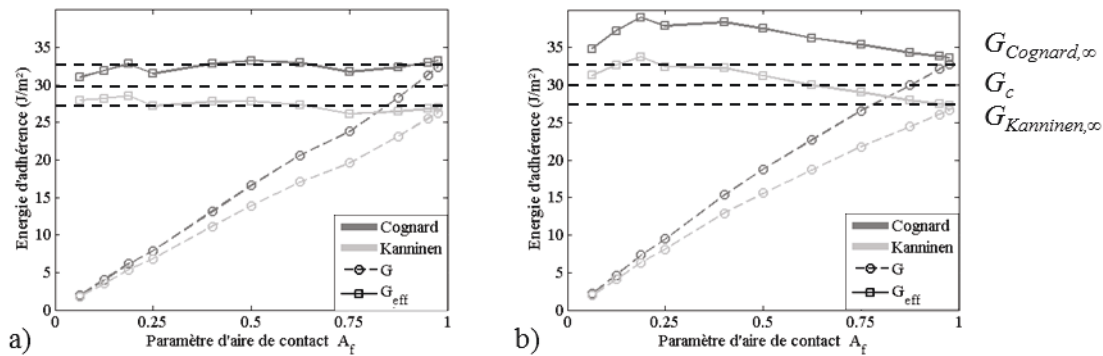 35
30
25
20
15
10
5
0
Energie d'adhérence (J/m²)
0 0.25 0.5 0.75 1
Paramètre d'aire de contact A_f
Cognard
Kanninen
G
G_eff
a)
35
30
25
20
15
10
5
0
Energie d'adhérence (J/m²)
0 0.25 0.5 0.75 1
Paramètre d'aire de contact A_f
Cognard
Kanninen
G
G_eff
b)
G_Cognard,∞
G_c
G_Kanninen,∞